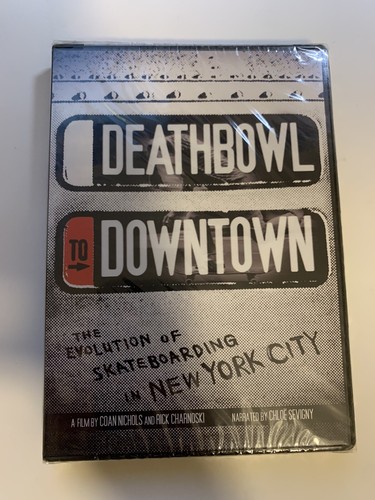 DEATHBOWL
TO DOWNTOWN
THE
EVOLUTION OF
SKATEBOARDING
IN NEW YORK CITY
A FILM BY COAN NICHOLS AND RICK CHARNOSKI NARRATED BY CHLOË SEVIGNY